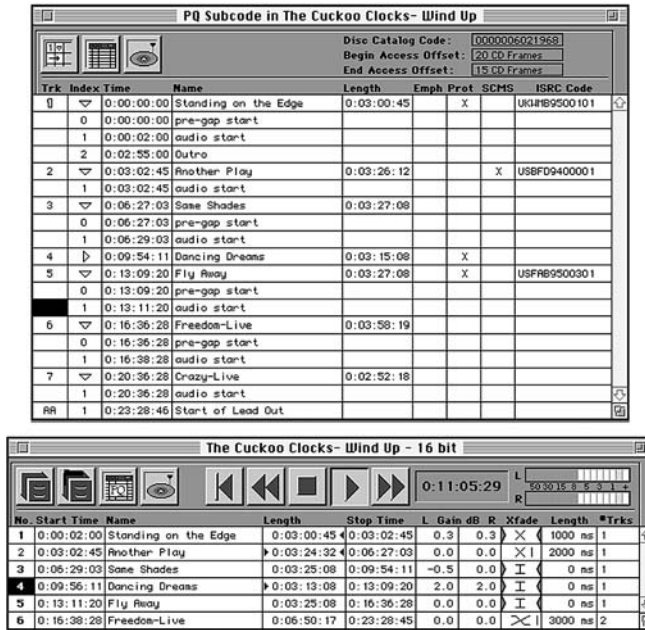 PQ Subcode in The Cuckoo Clocks- Wind Up
Disc Catalog Code: 0000006021968
Begin Access Offset: 20 CD Frames
End Access Offset: 15 CD Frames
Trk Index Time Name Length Emph Prot SCMS ISRC Code
0:00:00:00 Standing on the Edge 0:03:00:45 X UKWMB9500101
0 0:00:00:00 pre-gap start
1 0:00:02:00 audio start
2 0:02:55:00 Outro
2 0:03:02:45 Another Play 0:03:26:12 X USBFD9400001
1 0:03:02:45 audio start
3 0:06:27:03 Same Shades 0:03:27:08
0 0:06:27:03 pre-gap start
1 0:06:29:03 audio start
4 0:09:54:11 Dancing Dreams 0:03:15:08 X
5 0:13:09:20 Fly Away 0:03:27:08 X USFAB9500301
0 0:13:09:20 pre-gap start
1 0:13:11:20 audio start
6 0:16:36:28 Freedom-Live 0:03:58:19
0 0:16:36:28 pre-gap start
1 0:16:38:28 audio start
7 0:20:36:28 Crazy-Live 0:02:52:18
1 0:20:36:28 audio start
AA 1 0:23:28:46 Start of Lead Out
The Cuckoo Clocks- Wind Up - 16 bit
0:11:05:29
L 50 30 15 8 5 3 1 +
R
No. Start Time Name Length Stop Time L Gain dB R Xfade Length #Trks
1 0:00:02:00 Standing on the Edge 0:03:00:45 0:03:02:45 0.3 0.3 1000 ms 1
2 0:03:02:45 Another Play 0:03:24:32 0:06:27:03 0.0 0.0 2000 ms 1
3 0:06:29:03 Same Shades 0:03:25:08 0:09:54:11 -0.5 0.0 0 ms 1
4 0:09:56:11 Dancing Dreams 0:03:13:08 0:13:09:20 2.0 2.0 0 ms 1
5 0:13:11:20 Fly Away 0:03:25:08 0:16:36:28 0.0 0.0 0 ms 1
6 0:16:38:28 Freedom-Live 0:06:50:17 0:23:28:45 0.0 0.0 3000 ms 2